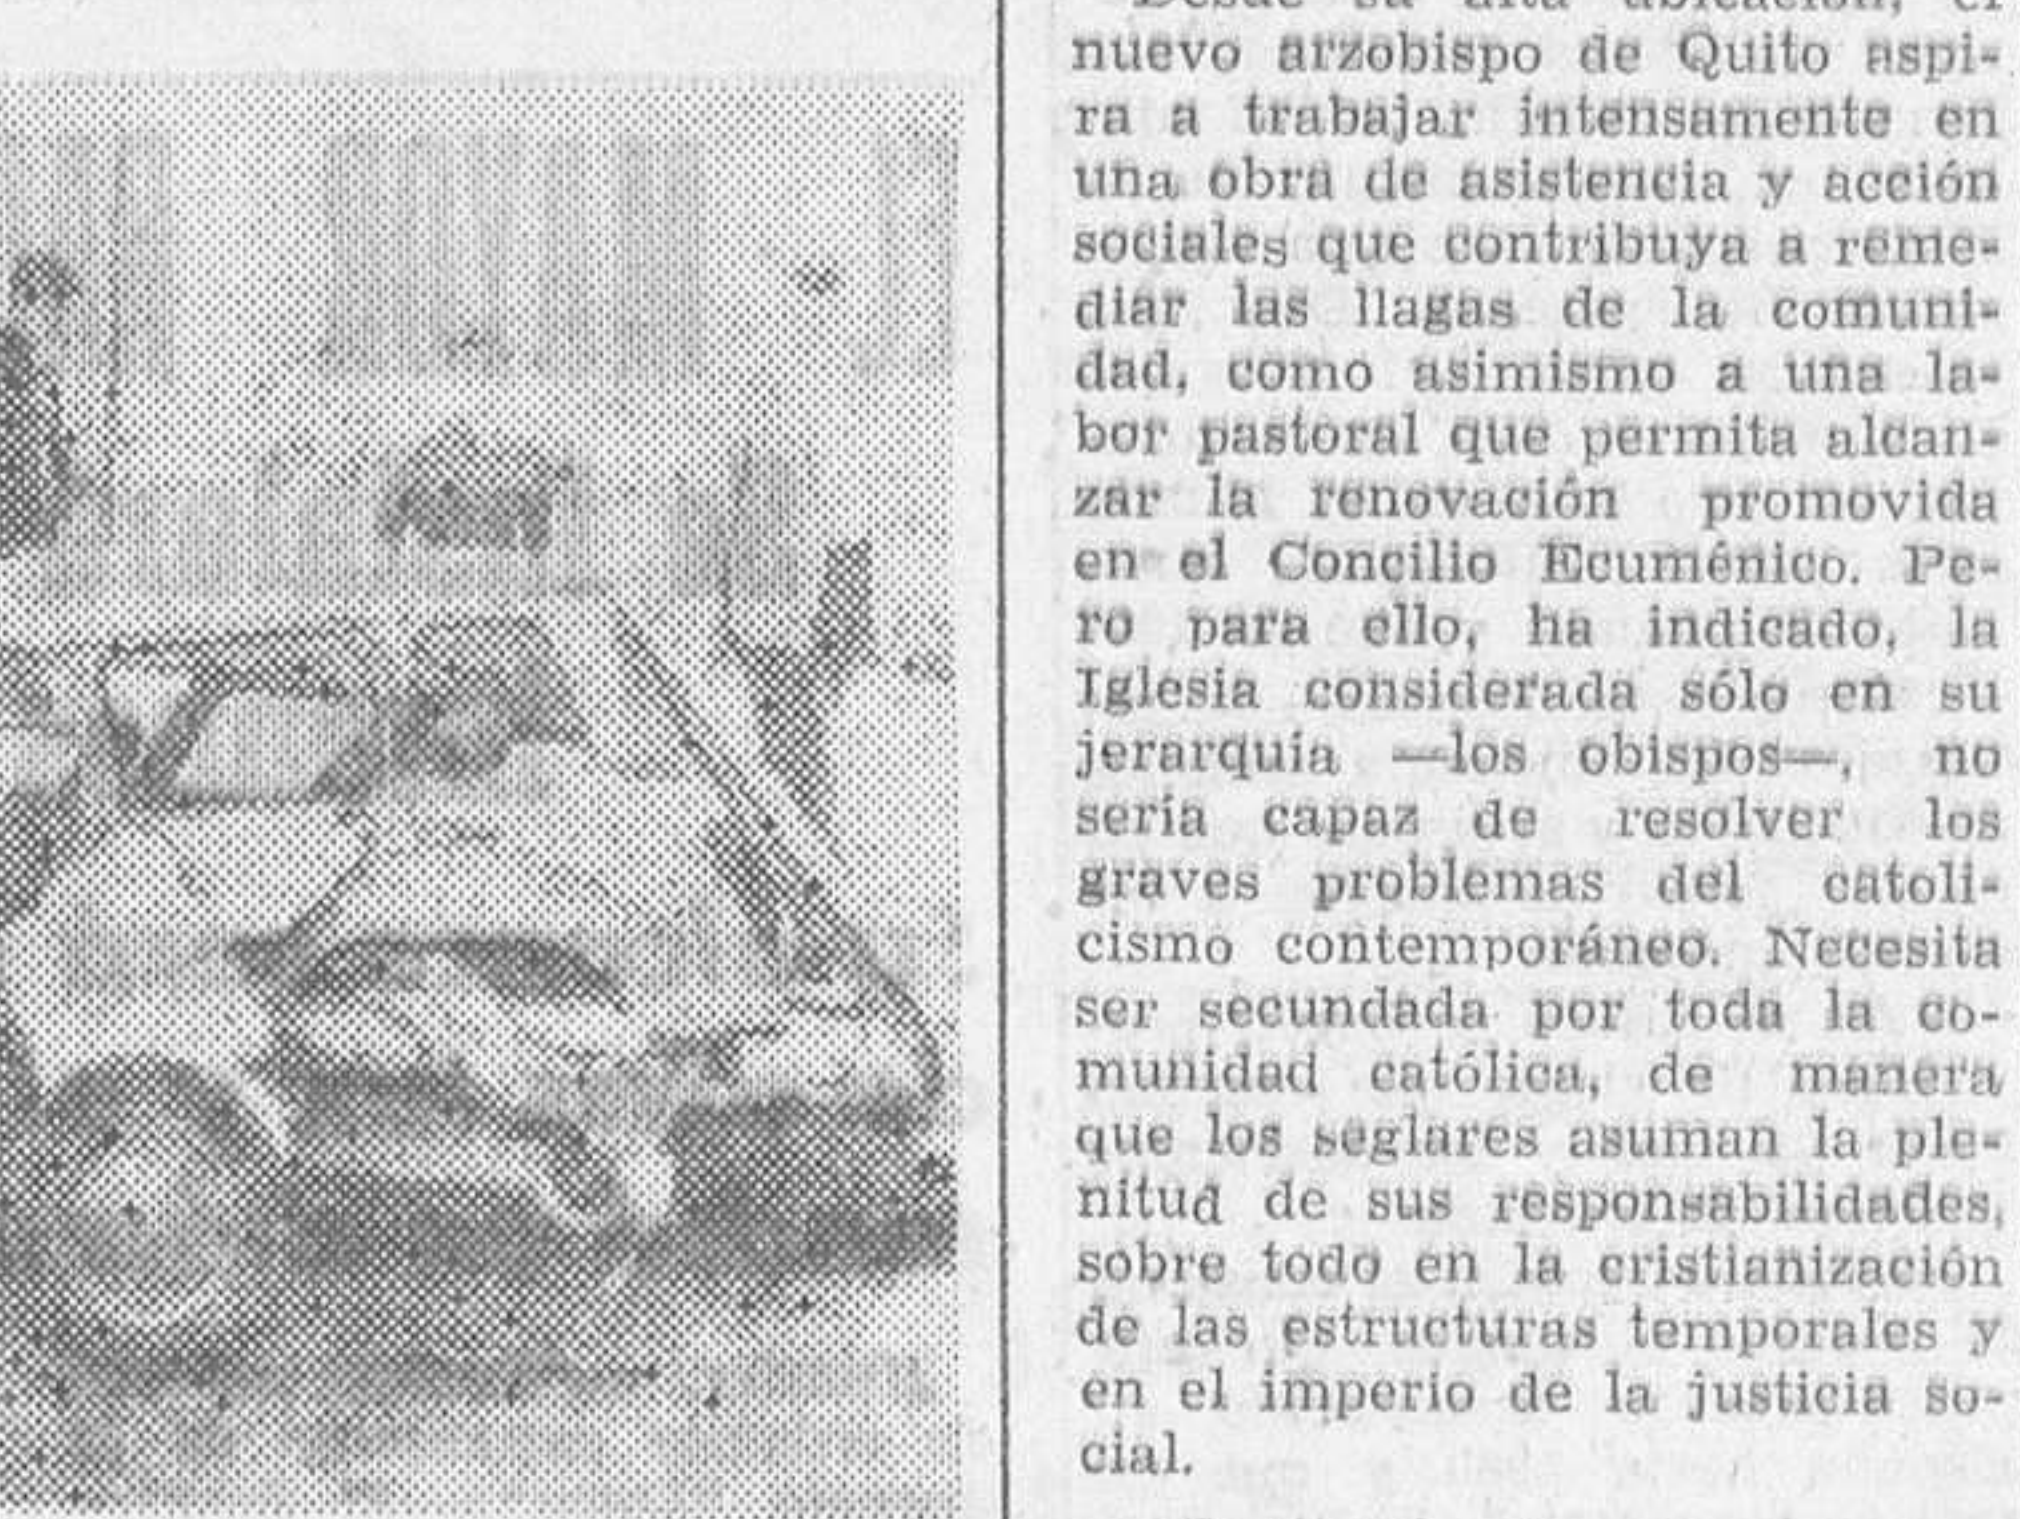 Desde su alta ubicación, el
nuevo arzobispo de Quito aspi-
ra a trabajar intensamente en
una obra de asistencia y acción
sociales que contribuya a reme-
diar las llagas de la comuni-
dad, como asimismo a una la-
bor pastoral que permita alcan-
zar la renovación promovida
en el Concilio Ecuménico. Pe-
ro para ello, ha indicado, la
Iglesia considerada sólo en su
jerarquía —los obispos—, no
sería capaz de resolver los
graves problemas del catoli-
cismo contemporáneo. Necesita
ser secundada por toda la co-
munidad católica, de manera
que los seglares asuman la ple-
nitud de sus responsabilidades,
sobre todo en la cristianización
de las estructuras temporales y
en el imperio de la justicia so-
cial.